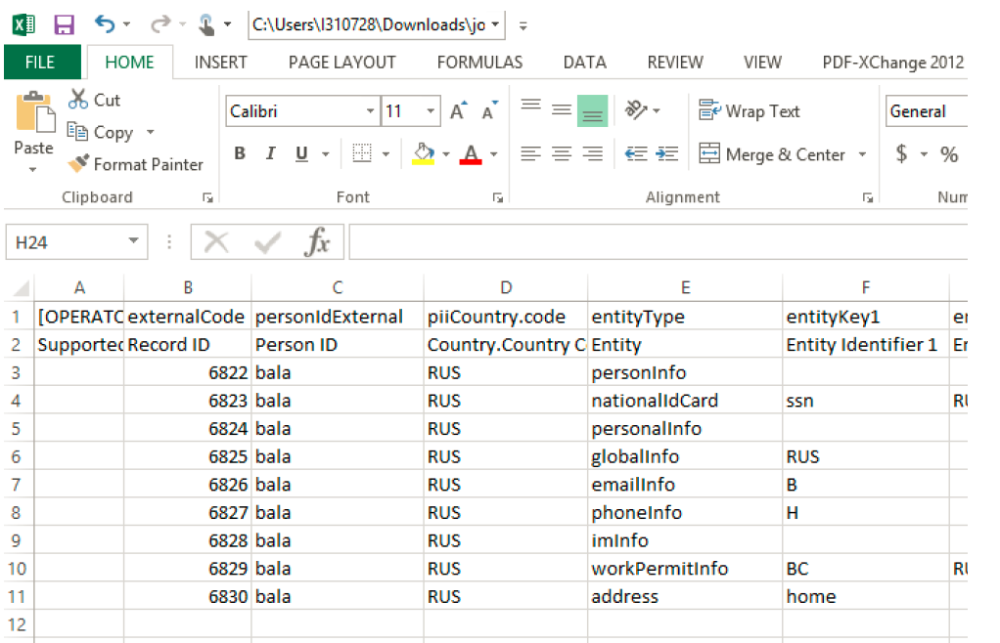 C:\Users\I310728\Downloads\jo
FILE HOME INSERT PAGE LAYOUT FORMULAS DATA REVIEW VIEW PDF-XChange 2012
Cut
Copy
Paste
Format Painter
Calibri 11
B I U
Wrap Text
Merge & Center
General
$ %
Clipboard Font Alignment Num
H24 fx
A B C D E F
1 [OPERATC externalCode personIdExternal piiCountry.code entityType entityKey1 en
2 Supported Record ID Person ID Country.Country C Entity Entity Identifier 1 En
3 6822 bala RUS personInfo
4 6823 bala RUS nationalIdCard ssn RU
5 6824 bala RUS personalInfo
6 6825 bala RUS globalInfo RUS
7 6826 bala RUS emailInfo B
8 6827 bala RUS phoneInfo H
9 6828 bala RUS imInfo
10 6829 bala RUS workPermitInfo BC RU
11 6830 bala RUS address home
12